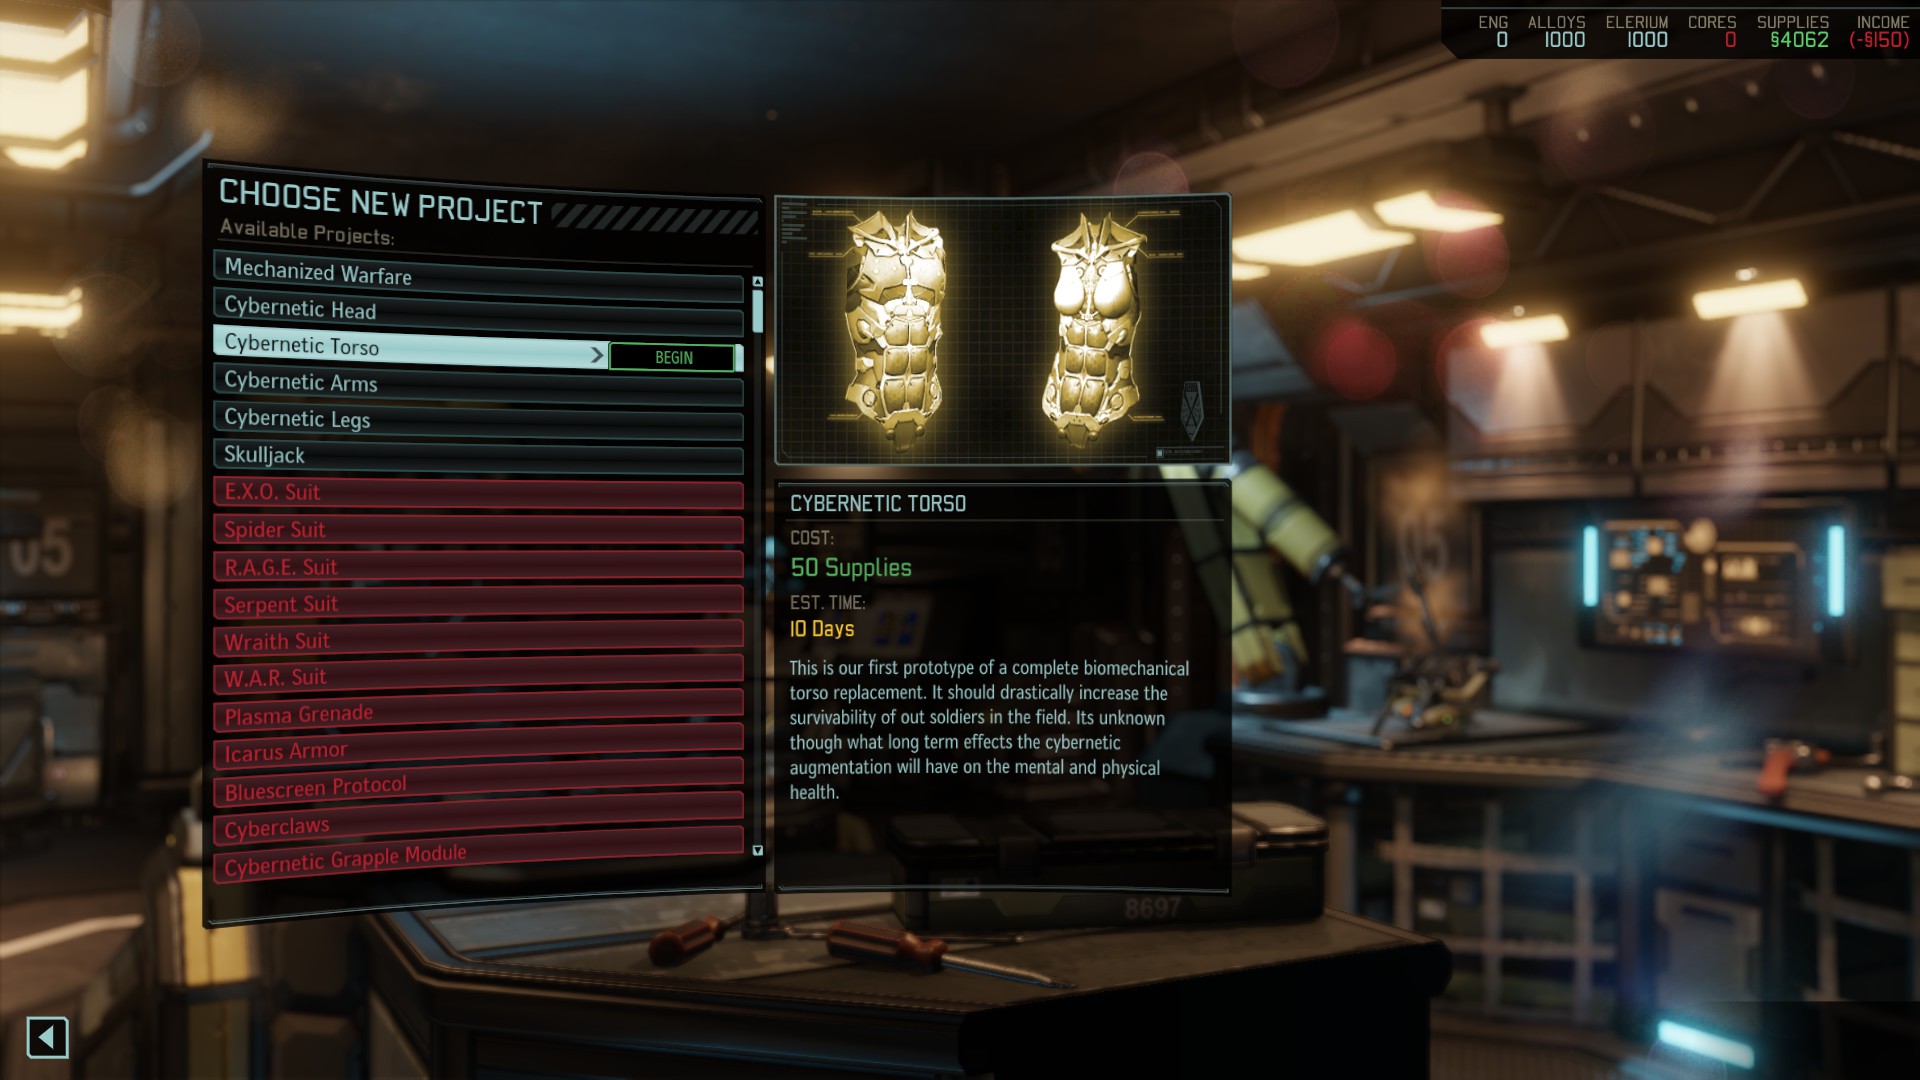 ENG ALLOYS ELERIUM CORES SUPPLIES INCOME
0 1000 1000 0 §4062 (-§150)
CHOOSE NEW PROJECT
Available Projects:
Mechanized Warfare
Cybernetic Head
Cybernetic Torso
BEGIN
Cybernetic Arms
Cybernetic Legs
Skulljack
E.X.O. Suit
Spider Suit
R.A.G.E. Suit
Serpent Suit
Wraith Suit
W.A.R. Suit
Plasma Grenade
Icarus Armor
Bluescreen Protocol
Cyberclaws
Cybernetic Grapple Module
CYBERNETIC TORSO
COST:
50 Supplies
EST. TIME:
10 Days
This is our first prototype of a complete biomechanical
torso replacement. It should drastically increase the
survivability of out soldiers in the field. Its unknown
though what long term effects the cybernetic
augmentation will have on the mental and physical
health.
05
05
8697